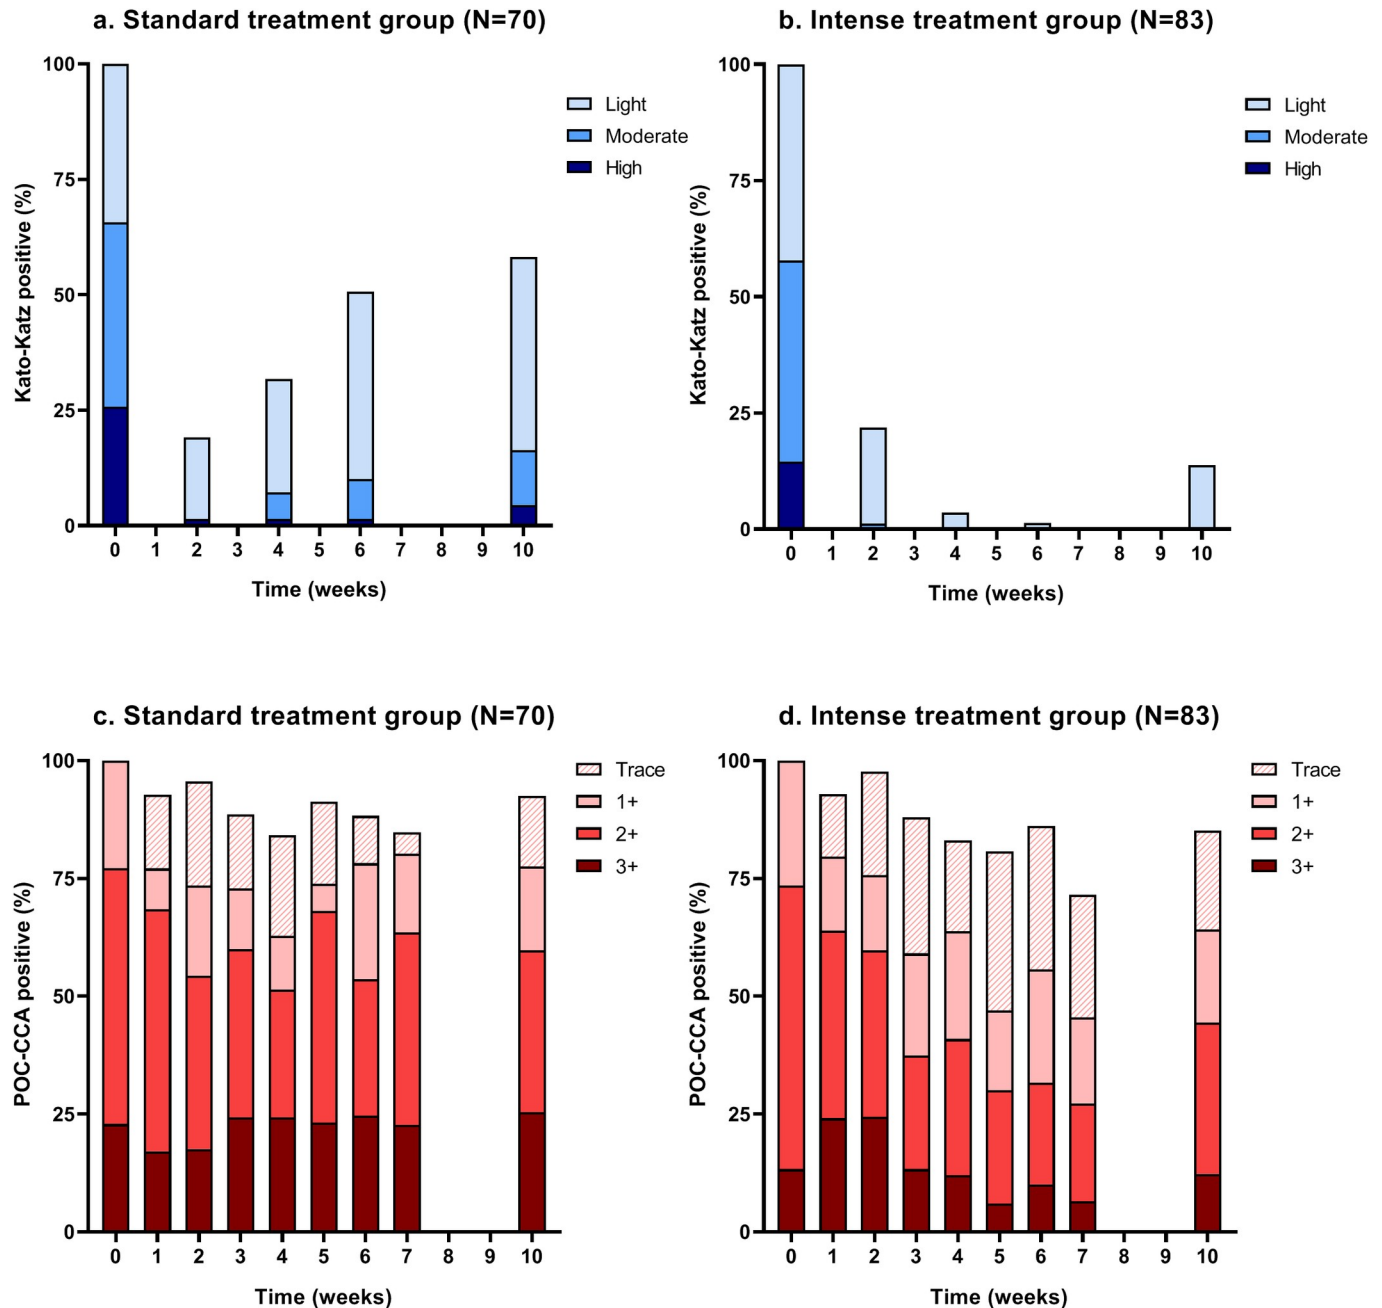 a. Standard treatment group (N=70)
Kato-Katz positive (%)
100
75
50
25
0
0 1 2 3 4 5 6 7 8 9 10
Time (weeks)
Light
Moderate
High
b. Intense treatment group (N=83)
Kato-Katz positive (%)
100
75
50
25
0
0 1 2 3 4 5 6 7 8 9 10
Time (weeks)
Light
Moderate
High
c. Standard treatment group (N=70)
POC-CCA positive (%)
100
75
50
25
0
0 1 2 3 4 5 6 7 8 9 10
Time (weeks)
Trace
1+
2+
3+
d. Intense treatment group (N=83)
POC-CCA positive (%)
100
75
50
25
0
0 1 2 3 4 5 6 7 8 9 10
Time (weeks)
Trace
1+
2+
3+